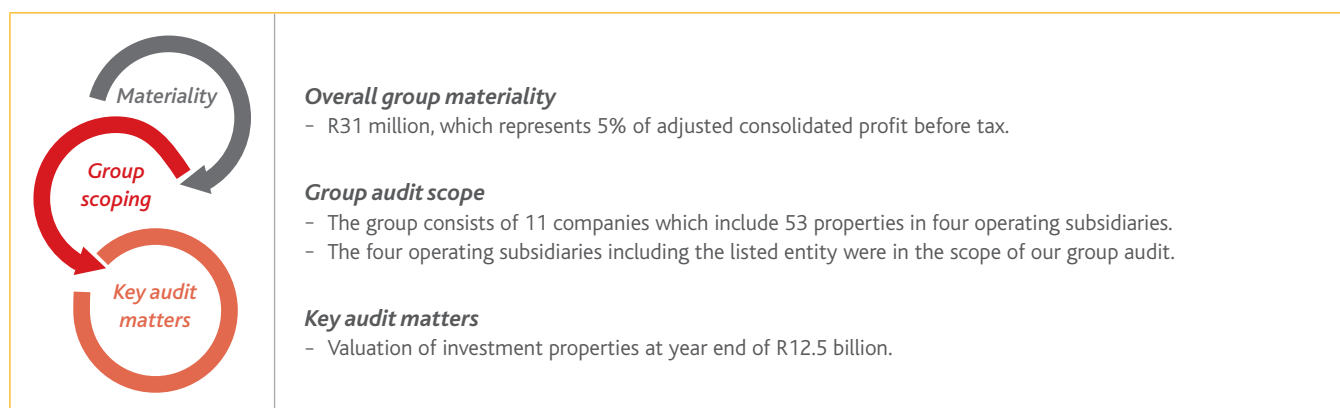 Materiality
Group
scoping
Key audit
matters
Overall group materiality
– R31 million, which represents 5% of adjusted consolidated profit before tax.
Group audit scope
– The group consists of 11 companies which include 53 properties in four operating subsidiaries.
– The four operating subsidiaries including the listed entity were in the scope of our group audit.
Key audit matters
– Valuation of investment properties at year end of R12.5 billion.